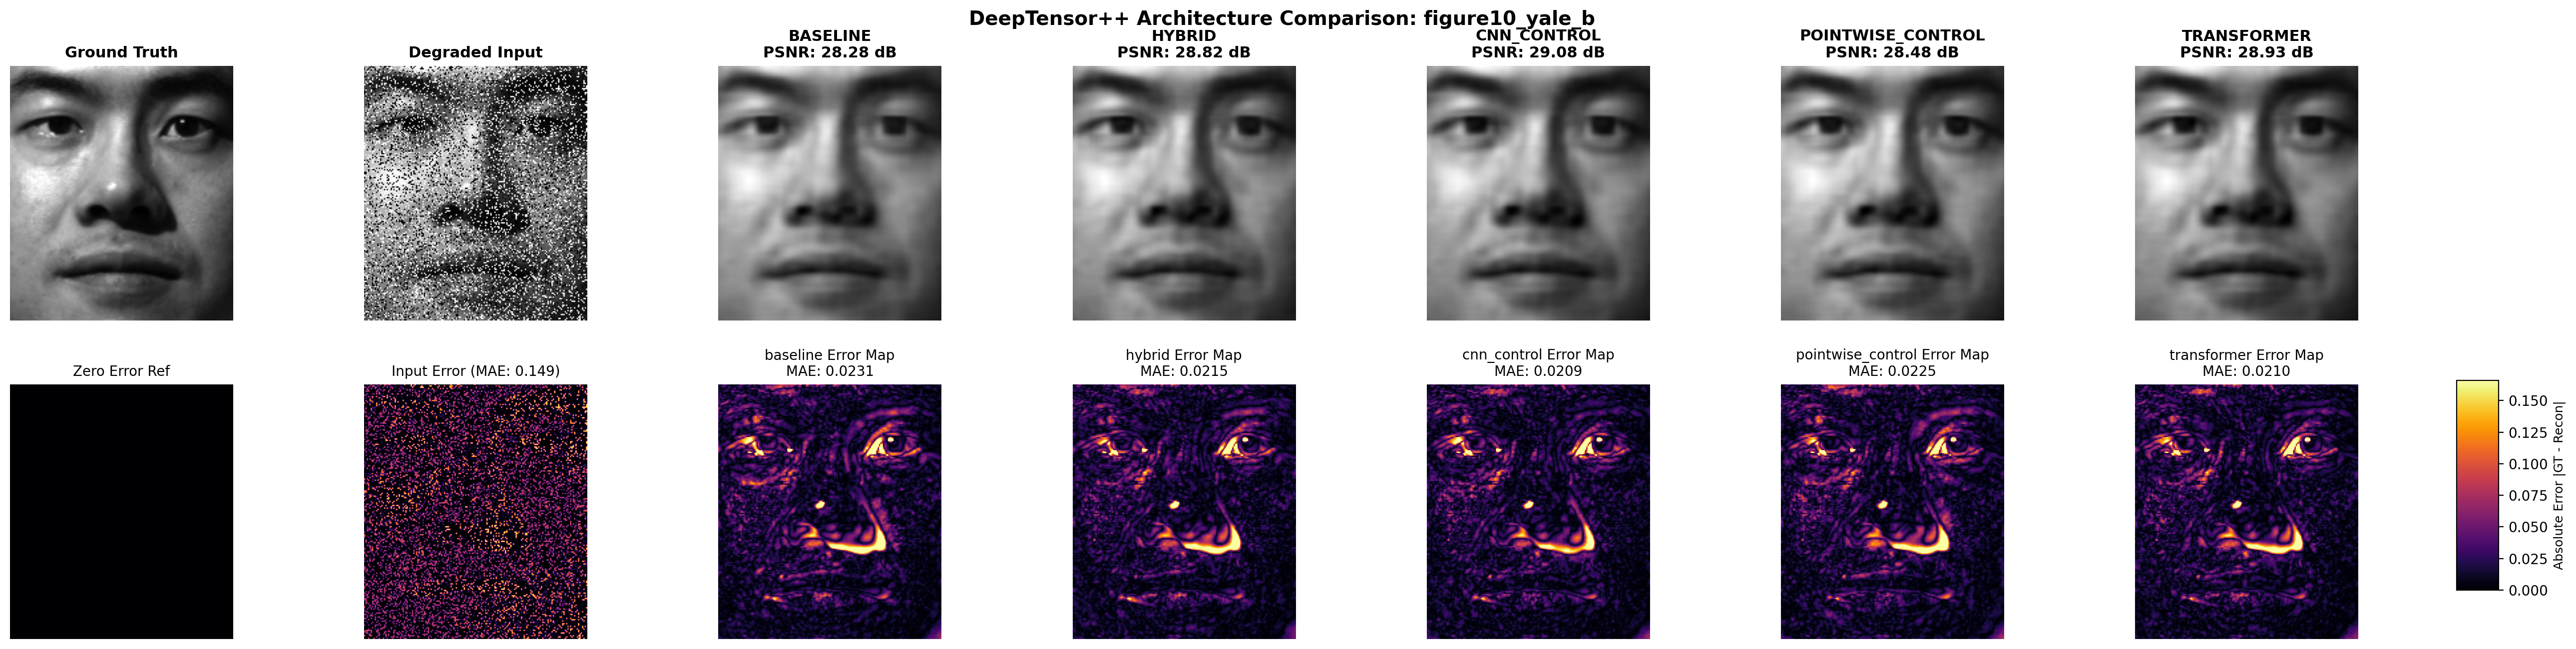 DeepTensor++ Architecture Comparison: figure10_yale_b
Ground Truth
Degraded Input
BASELINE
PSNR: 28.28 dB
HYBRID
PSNR: 28.82 dB
CNN_CONTROL
PSNR: 29.08 dB
POINTWISE_CONTROL
PSNR: 28.48 dB
TRANSFORMER
PSNR: 28.93 dB
Zero Error Ref
Input Error (MAE: 0.149)
baseline Error Map
MAE: 0.0231
hybrid Error Map
MAE: 0.0215
cnn_control Error Map
MAE: 0.0209
pointwise_control Error Map
MAE: 0.0225
transformer Error Map
MAE: 0.0210
0.150
0.125
0.100
0.075
0.050
0.025
0.000
Absolute Error |GT - Recon|